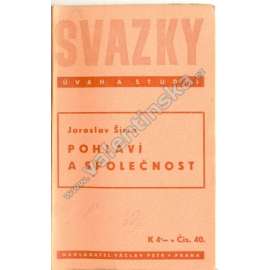 SVAZKY
ÚVAH A STUDIÍ
Jaroslav Šíma
POHLAVÍ
A SPOLEČNOST
K 4·— • Čís. 40.
NAKLADATEL VÁCLAV PETR • PRAHA